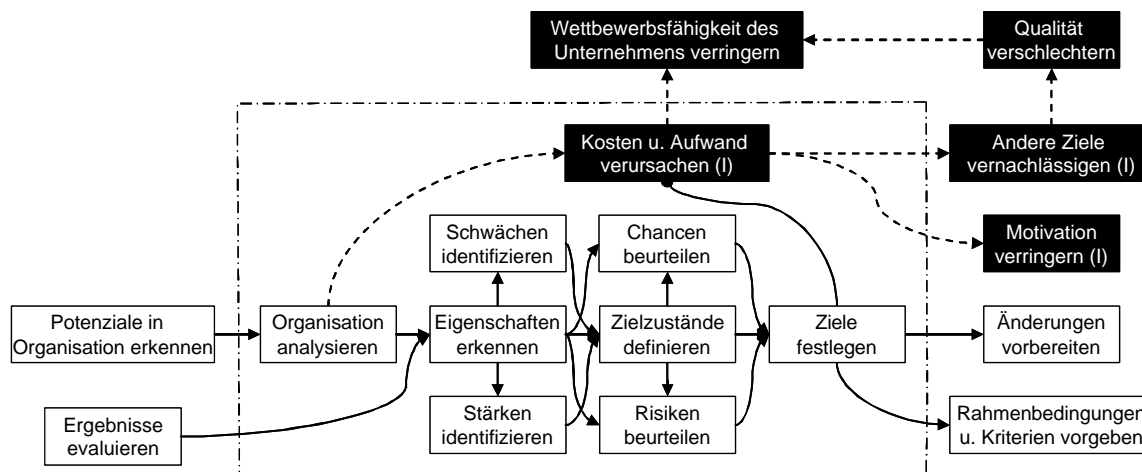 Wettbewerbsfähigkeit des
Unternehmens verringern
Qualität
verschlechtern
Kosten u. Aufwand
verursachen (I)
Andere Ziele
vernachlässigen (I)
Schwächen
identifizieren
Chancen
beurteilen
Motivation
verringern (I)
Potenziale in
Organisation erkennen
Organisation
analysieren
Eigenschaften
erkennen
Zielzustände
definieren
Ziele
festlegen
Änderungen
vorbereiten
Ergebnisse
evaluieren
Stärken
identifizieren
Risiken
beurteilen
Rahmenbedingungen
u. Kriterien vorgeben